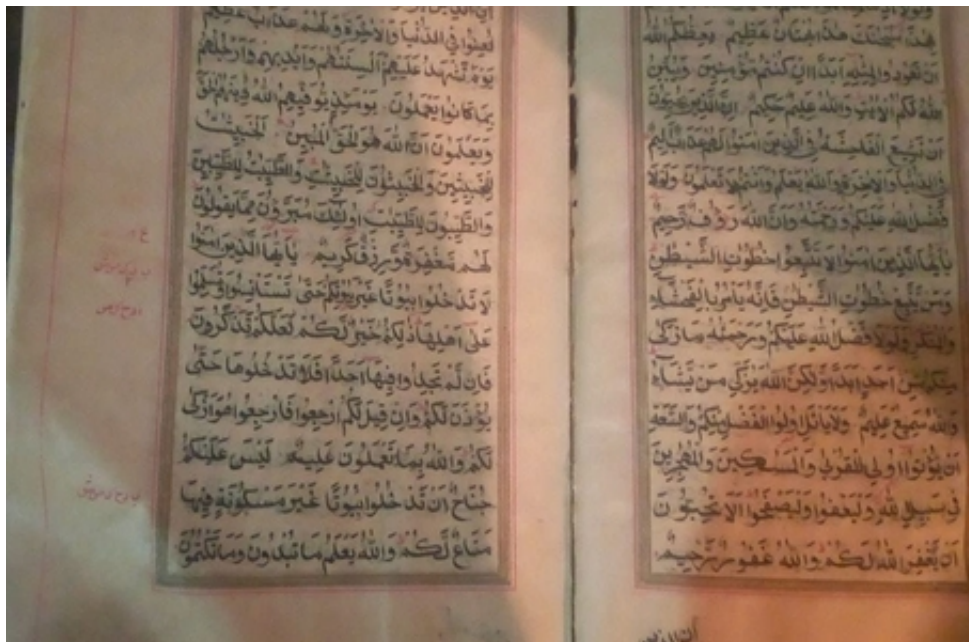 هذا سبحنك هذا بهتان عظيم يعظكم الله
ان تعودوا لمثله ابدا ان كنتم مؤمنين ويبين
الله لكم الايت والله عليم حكيم ان الذين يحبون
ان تشيع الفاحشة في الذين امنوا لهم عذاب اليم
في الدنيا والاخرة والله يعلم وانتم لا تعلمون ولولا
فضل الله عليكم ورحمته وان الله رؤف رحيم
يايها الذين امنوا لا تتبعوا خطوت الشيطن
ومن يتبع خطوت الشيطن فانه يامر بالفحشاء
والمنكر ولولا فضل الله عليكم ورحمته ما زكى
منكم من احد ابدا ولكن الله يزكي من يشاء
والله سميع عليم ولا ياتل اولوا الفضل منكم والسعة
ان يؤتوا اولي القربى والمسكين والمهجرين
في سبيل الله وليعفوا وليصفحوا الا تحبون
ان يغفر الله لكم والله غفور رحيم
ان الذين
لعنوا في الدنيا والاخرة ولهم عذاب عظيم
يوم تشهد عليهم السنتهم وايديهم وارجلهم
بما كانوا يعملون يومئذ يوفيهم الله دينهم الحق
ويعلمون ان الله هو الحق المبين الخبيثت
للخبيثين والخبيثون للخبيثت والطيبت للطيبين
والطيبون للطيبت اولئك مبرؤن مما يقولون
لهم مغفرة ورزق كريم يايها الذين امنوا
لا تدخلوا بيوتا غير بيوتكم حتى تستانسوا وتسلموا
على اهلها ذلكم خير لكم لعلكم تذكرون
فان لم تجدوا فيها احدا فلا تدخلوها حتى
يؤذن لكم وان قيل لكم ارجعوا فارجعوا هو ازكى
لكم والله بما تعملون عليم ليس عليكم
جناح ان تدخلوا بيوتا غير مسكونة فيها
متاع لكم والله يعلم ما تبدون وما تكتمون